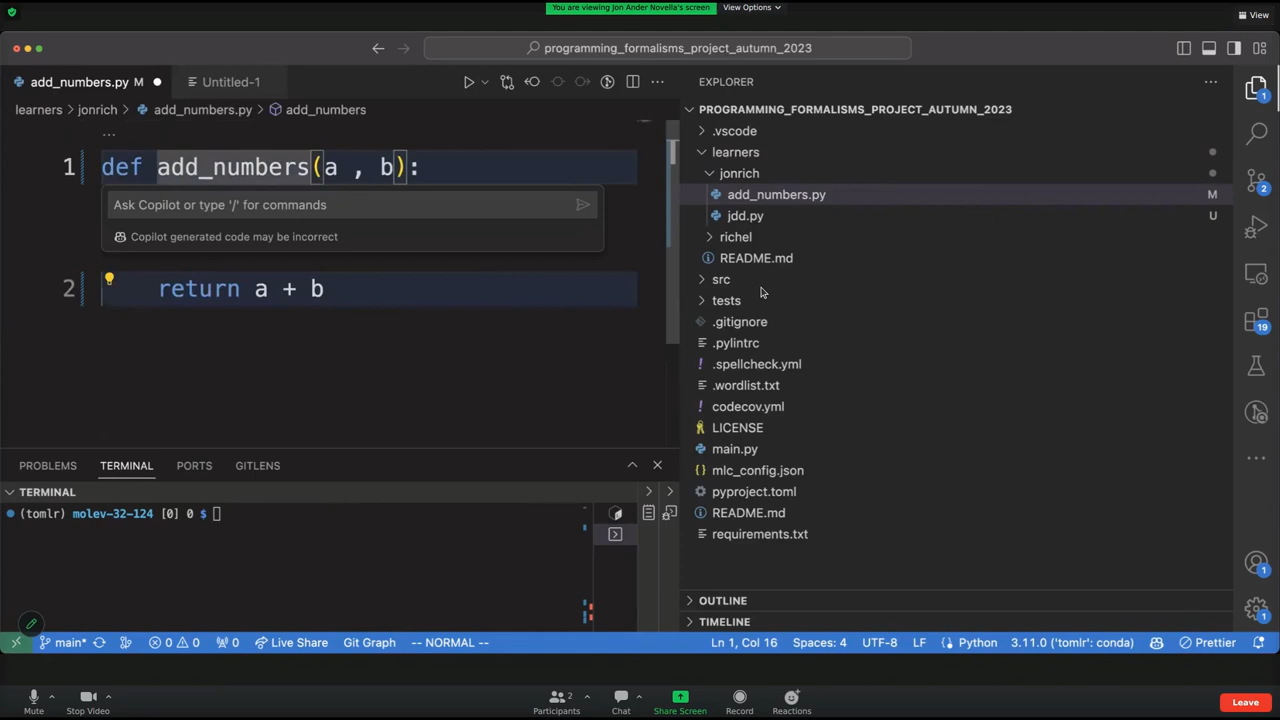 You are viewing Jon Ander Novella's screen
View Options
View
programming_formalisms_project_autumn_2023
add_numbers.py M
Untitled-1
learners > jonrich > add_numbers.py > add_numbers
...
1 def add_numbers(a , b):
Ask Copilot or type '/' for commands
Copilot generated code may be incorrect
2 return a + b
PROBLEMS TERMINAL PORTS GITLENS
TERMINAL
(tomlr) molev-32-124 [0] 0 $
EXPLORER
PROGRAMMING_FORMALISMS_PROJECT_AUTUMN_2023
.vscode
learners
jonrich
add_numbers.py M
jdd.py U
richel
README.md
src
tests
.gitignore
.pylintrc
.spellcheck.yml
.wordlist.txt
codecov.yml
LICENSE
main.py
mlc_config.json
pyproject.toml
README.md
requirements.txt
OUTLINE
TIMELINE
1
2
19
1
1
main* 0 0 0 Live Share Git Graph -- NORMAL -- Ln 1, Col 16 Spaces: 4 UTF-8 LF Python 3.11.0 ('tomlr': conda) Prettier
2
Mute Stop Video Participants Chat Share Screen Record Reactions Leave